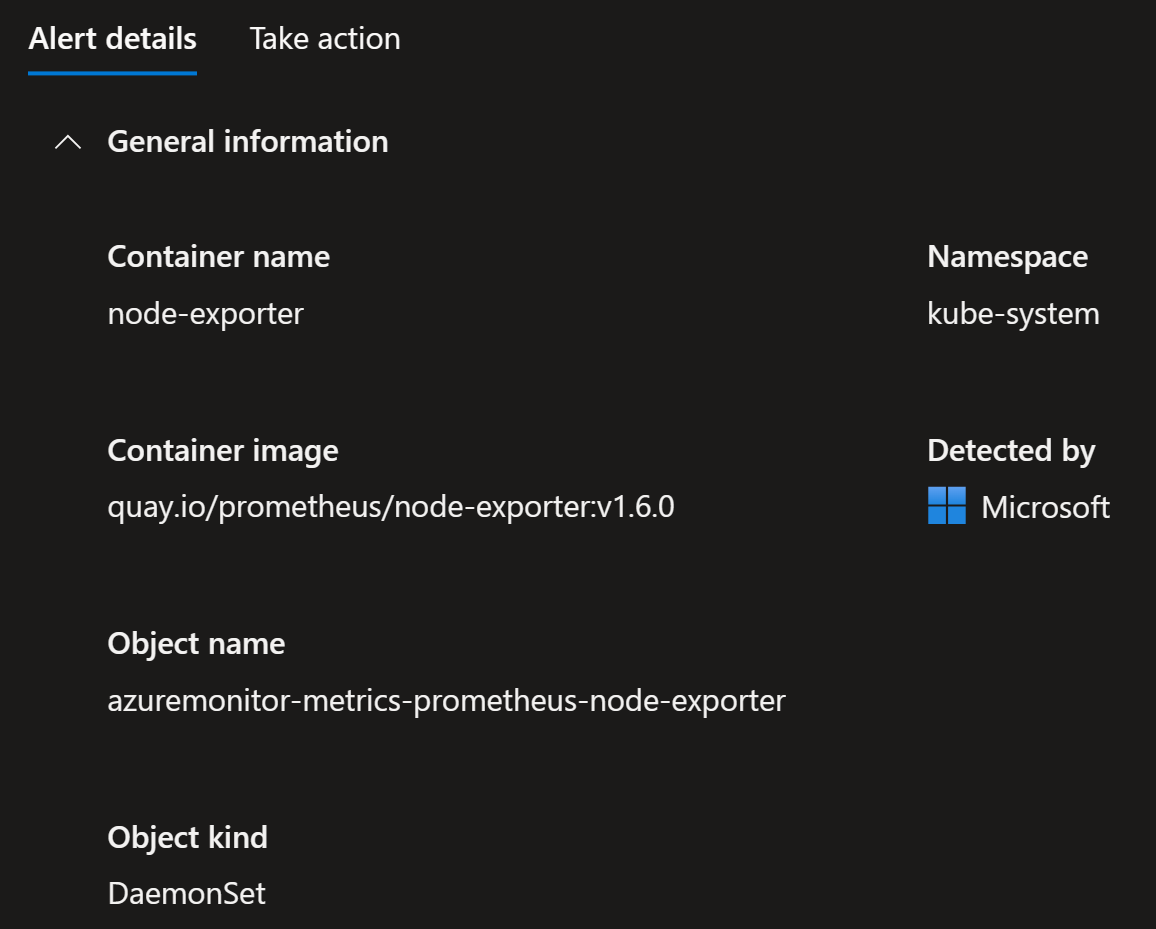 Alert details Take action
General information
Container name Namespace
node-exporter kube-system
Container image Detected by
quay.io/prometheus/node-exporter:v1.6.0 Microsoft
Object name
azuremonitor-metrics-prometheus-node-exporter
Object kind
DaemonSet